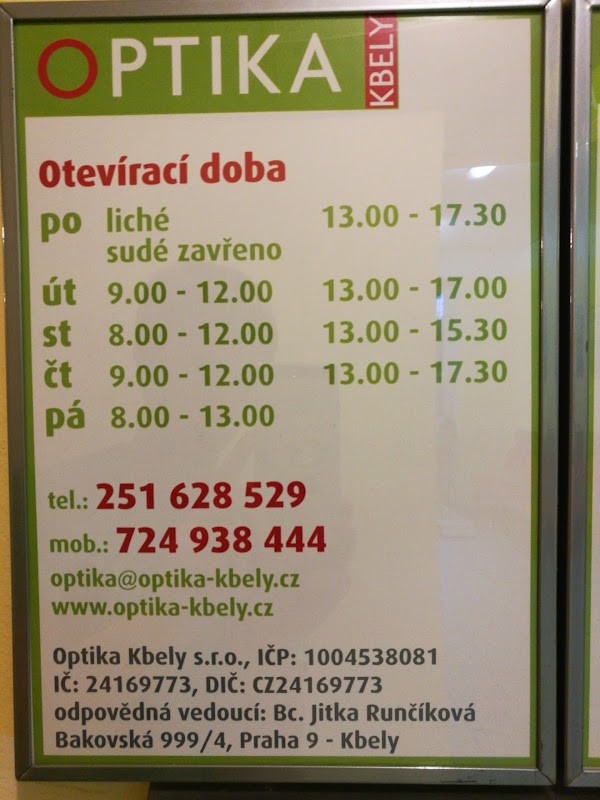 OPTIKA KBELY
Otevírací doba
po liché 13.00 - 17.30
sudé zavřeno
út 9.00 - 12.00 13.00 - 17.00
st 8.00 - 12.00 13.00 - 15.30
čt 9.00 - 12.00 13.00 - 17.30
pá 8.00 - 13.00
tel.: 251 628 529
mob.: 724 938 444
optika@optika-kbely.cz
www.optika-kbely.cz
Optika Kbely s.r.o., IČP: 1004538081
IČ: 24169773, DIČ: CZ24169773
odpovědná vedoucí: Bc. Jitka Runčíková
Bakovská 999/4, Praha 9 - Kbely